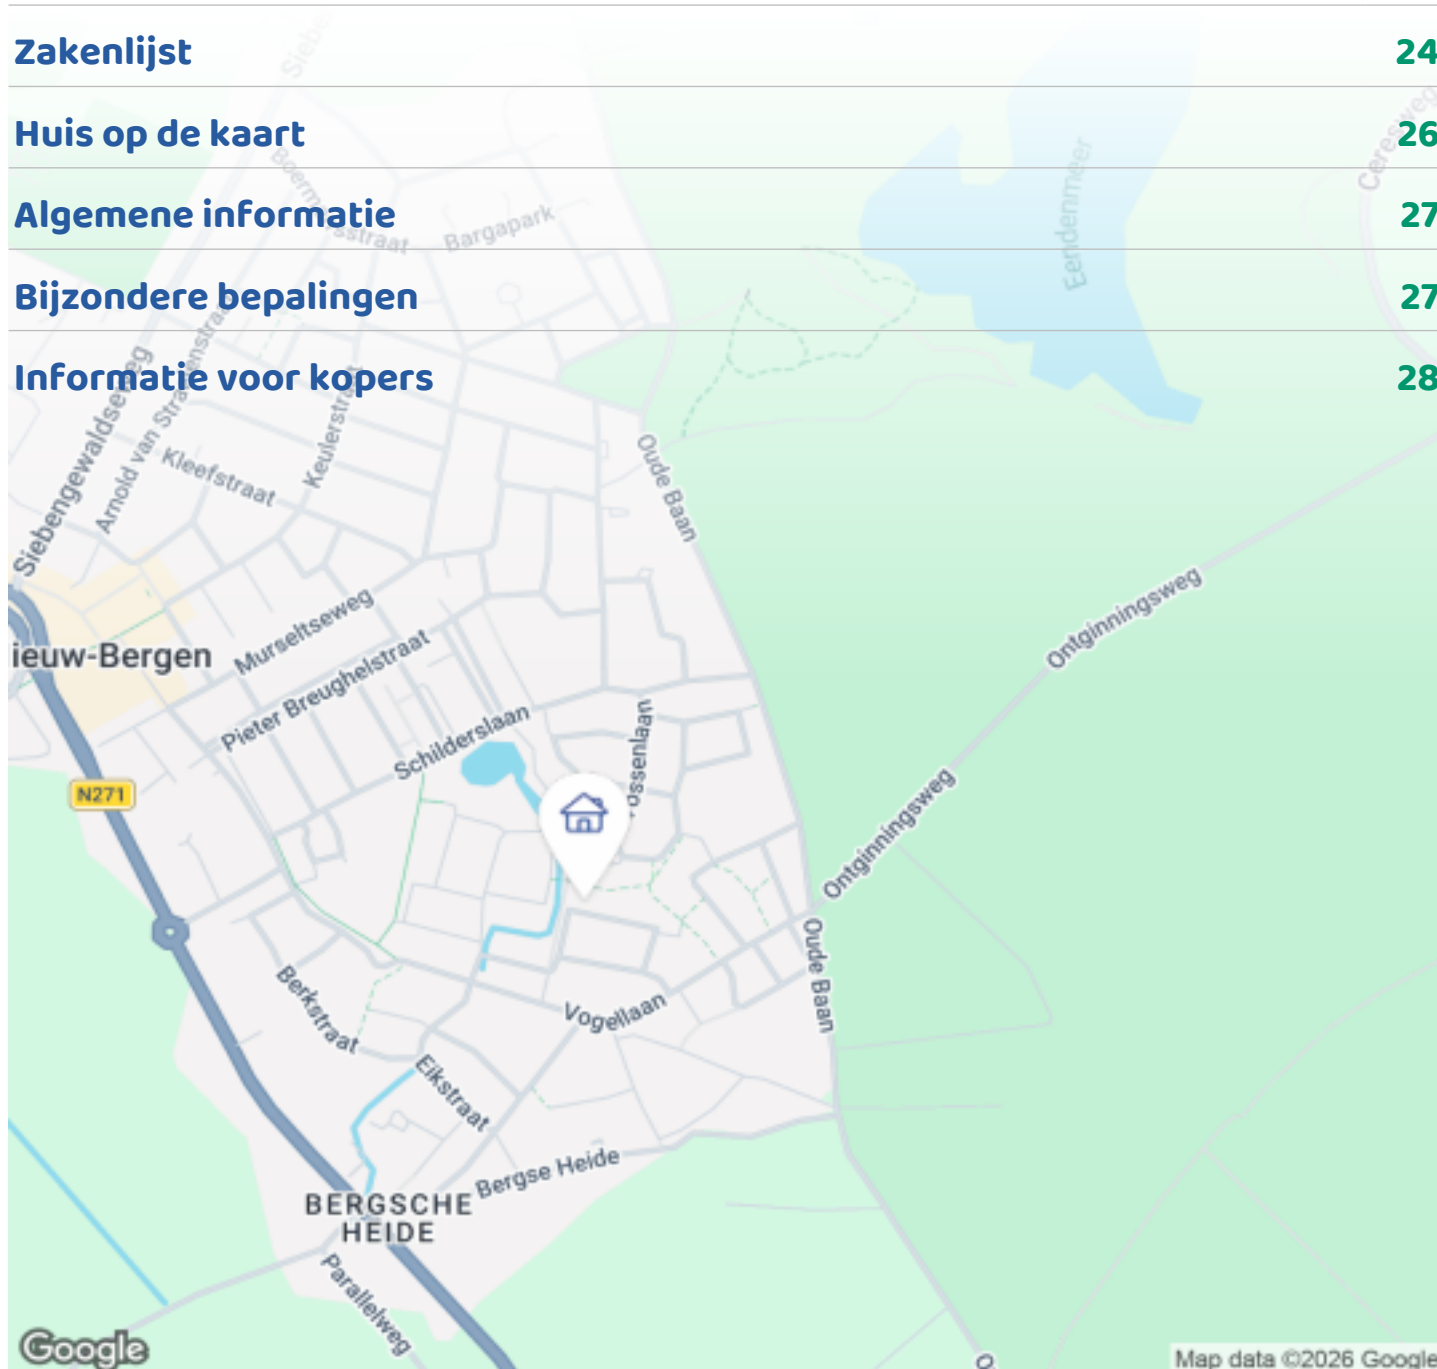 Zakenlijst 24
Huis op de kaart 26
Algemene informatie 27
Bijzondere bepalingen 27
Informatie voor kopers 28
Ceresweg
Bargapark
Eendenmeer
Siebengewaldseweg
Keulerstraat
Kleefstraat
Oude Baan
Murseltseweg
Ontginningsweg
ieuw-Bergen
Pieter Breughelstraat
Schilderslaan
N271
Ontginningsweg
Oude Baan
Berkstraat
Vogellaan
Eikstraat
Bergse Heide
BERGSCHE
HEIDE
Parallelweg
Google
Map data ©2026 Google